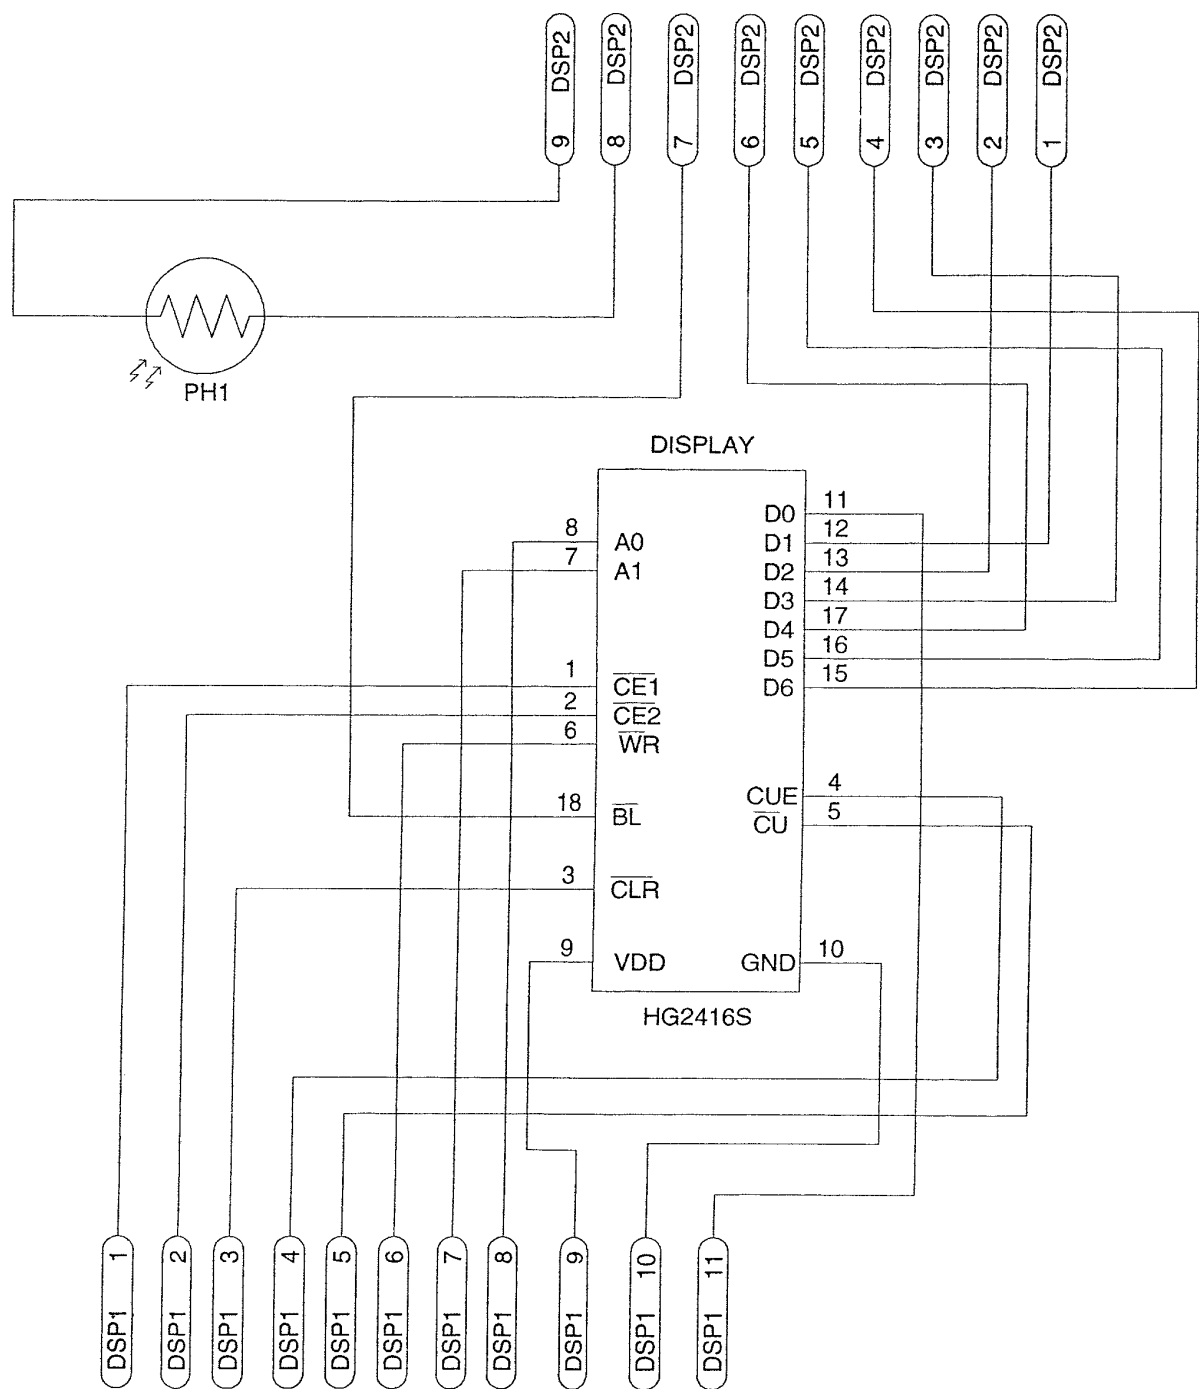 9 DSP2
8 DSP2
7 DSP2
6 DSP2
5 DSP2
4 DSP2
3 DSP2
2 DSP2
1 DSP2
PH1
DISPLAY
8 A0
7 A1
1 CE1
2 CE2
6 WR
18 BL
3 CLR
9 VDD
D0 11
D1 12
D2 13
D3 14
D4 17
D5 16
D6 15
CUE 4
CU 5
GND 10
HG2416S
DSP1 1
DSP1 2
DSP1 3
DSP1 4
DSP1 5
DSP1 6
DSP1 7
DSP1 8
DSP1 9
DSP1 10
DSP1 11